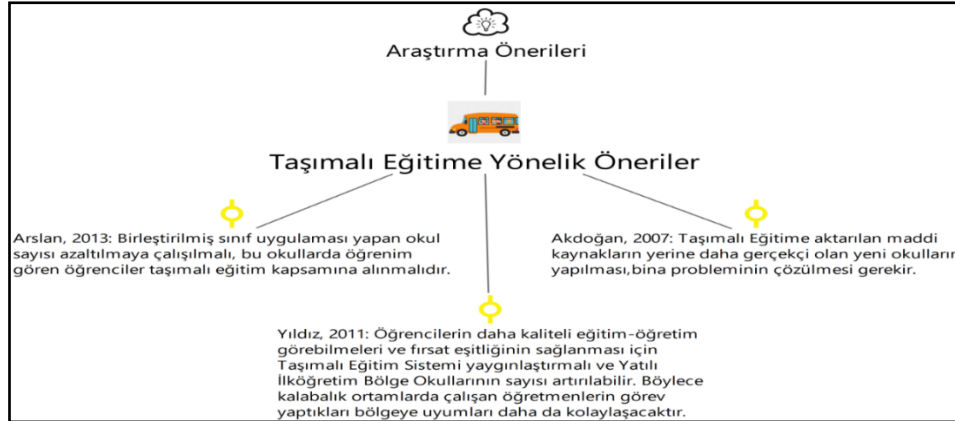 Araştırma Önerileri
Taşımalı Eğitime Yönelik Öneriler
Arslan, 2013: Birleştirilmiş sınıf uygulaması yapan okul
sayısı azaltılmaya çalışılmalı, bu okullarda öğrenim
gören öğrenciler taşımalı eğitim kapsamına alınmalıdır.
Akdoğan, 2007: Taşımalı Eğitime aktarılan maddi
kaynakların yerine daha gerçekçi olan yeni okulların
yapılması,bina probleminin çözülmesi gerekir.
Yıldız, 2011: Öğrencilerin daha kaliteli eğitim-öğretim
görebilmeleri ve fırsat eşitliğinin sağlanması için
Taşımalı Eğitim Sistemi yaygınlaştırmalı ve Yatılı
İlköğretim Bölge Okullarının sayısı artırılabilir. Böylece
kalabalık ortamlarda çalışan öğretmenlerin görev
yaptıkları bölgeye uyumları daha da kolaylaşacaktır.